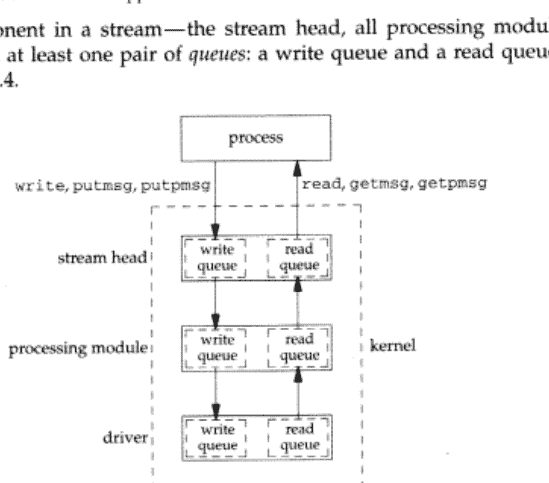 onent in a stream—the stream head, all processing modu
at least one pair of queues: a write queue and a read queu
.4.
process
write, putmsg, putpmsg
read, getmsg, getpmsg
stream head
write queue
read queue
processing module
write queue
read queue
kernel
driver
write queue
read queue